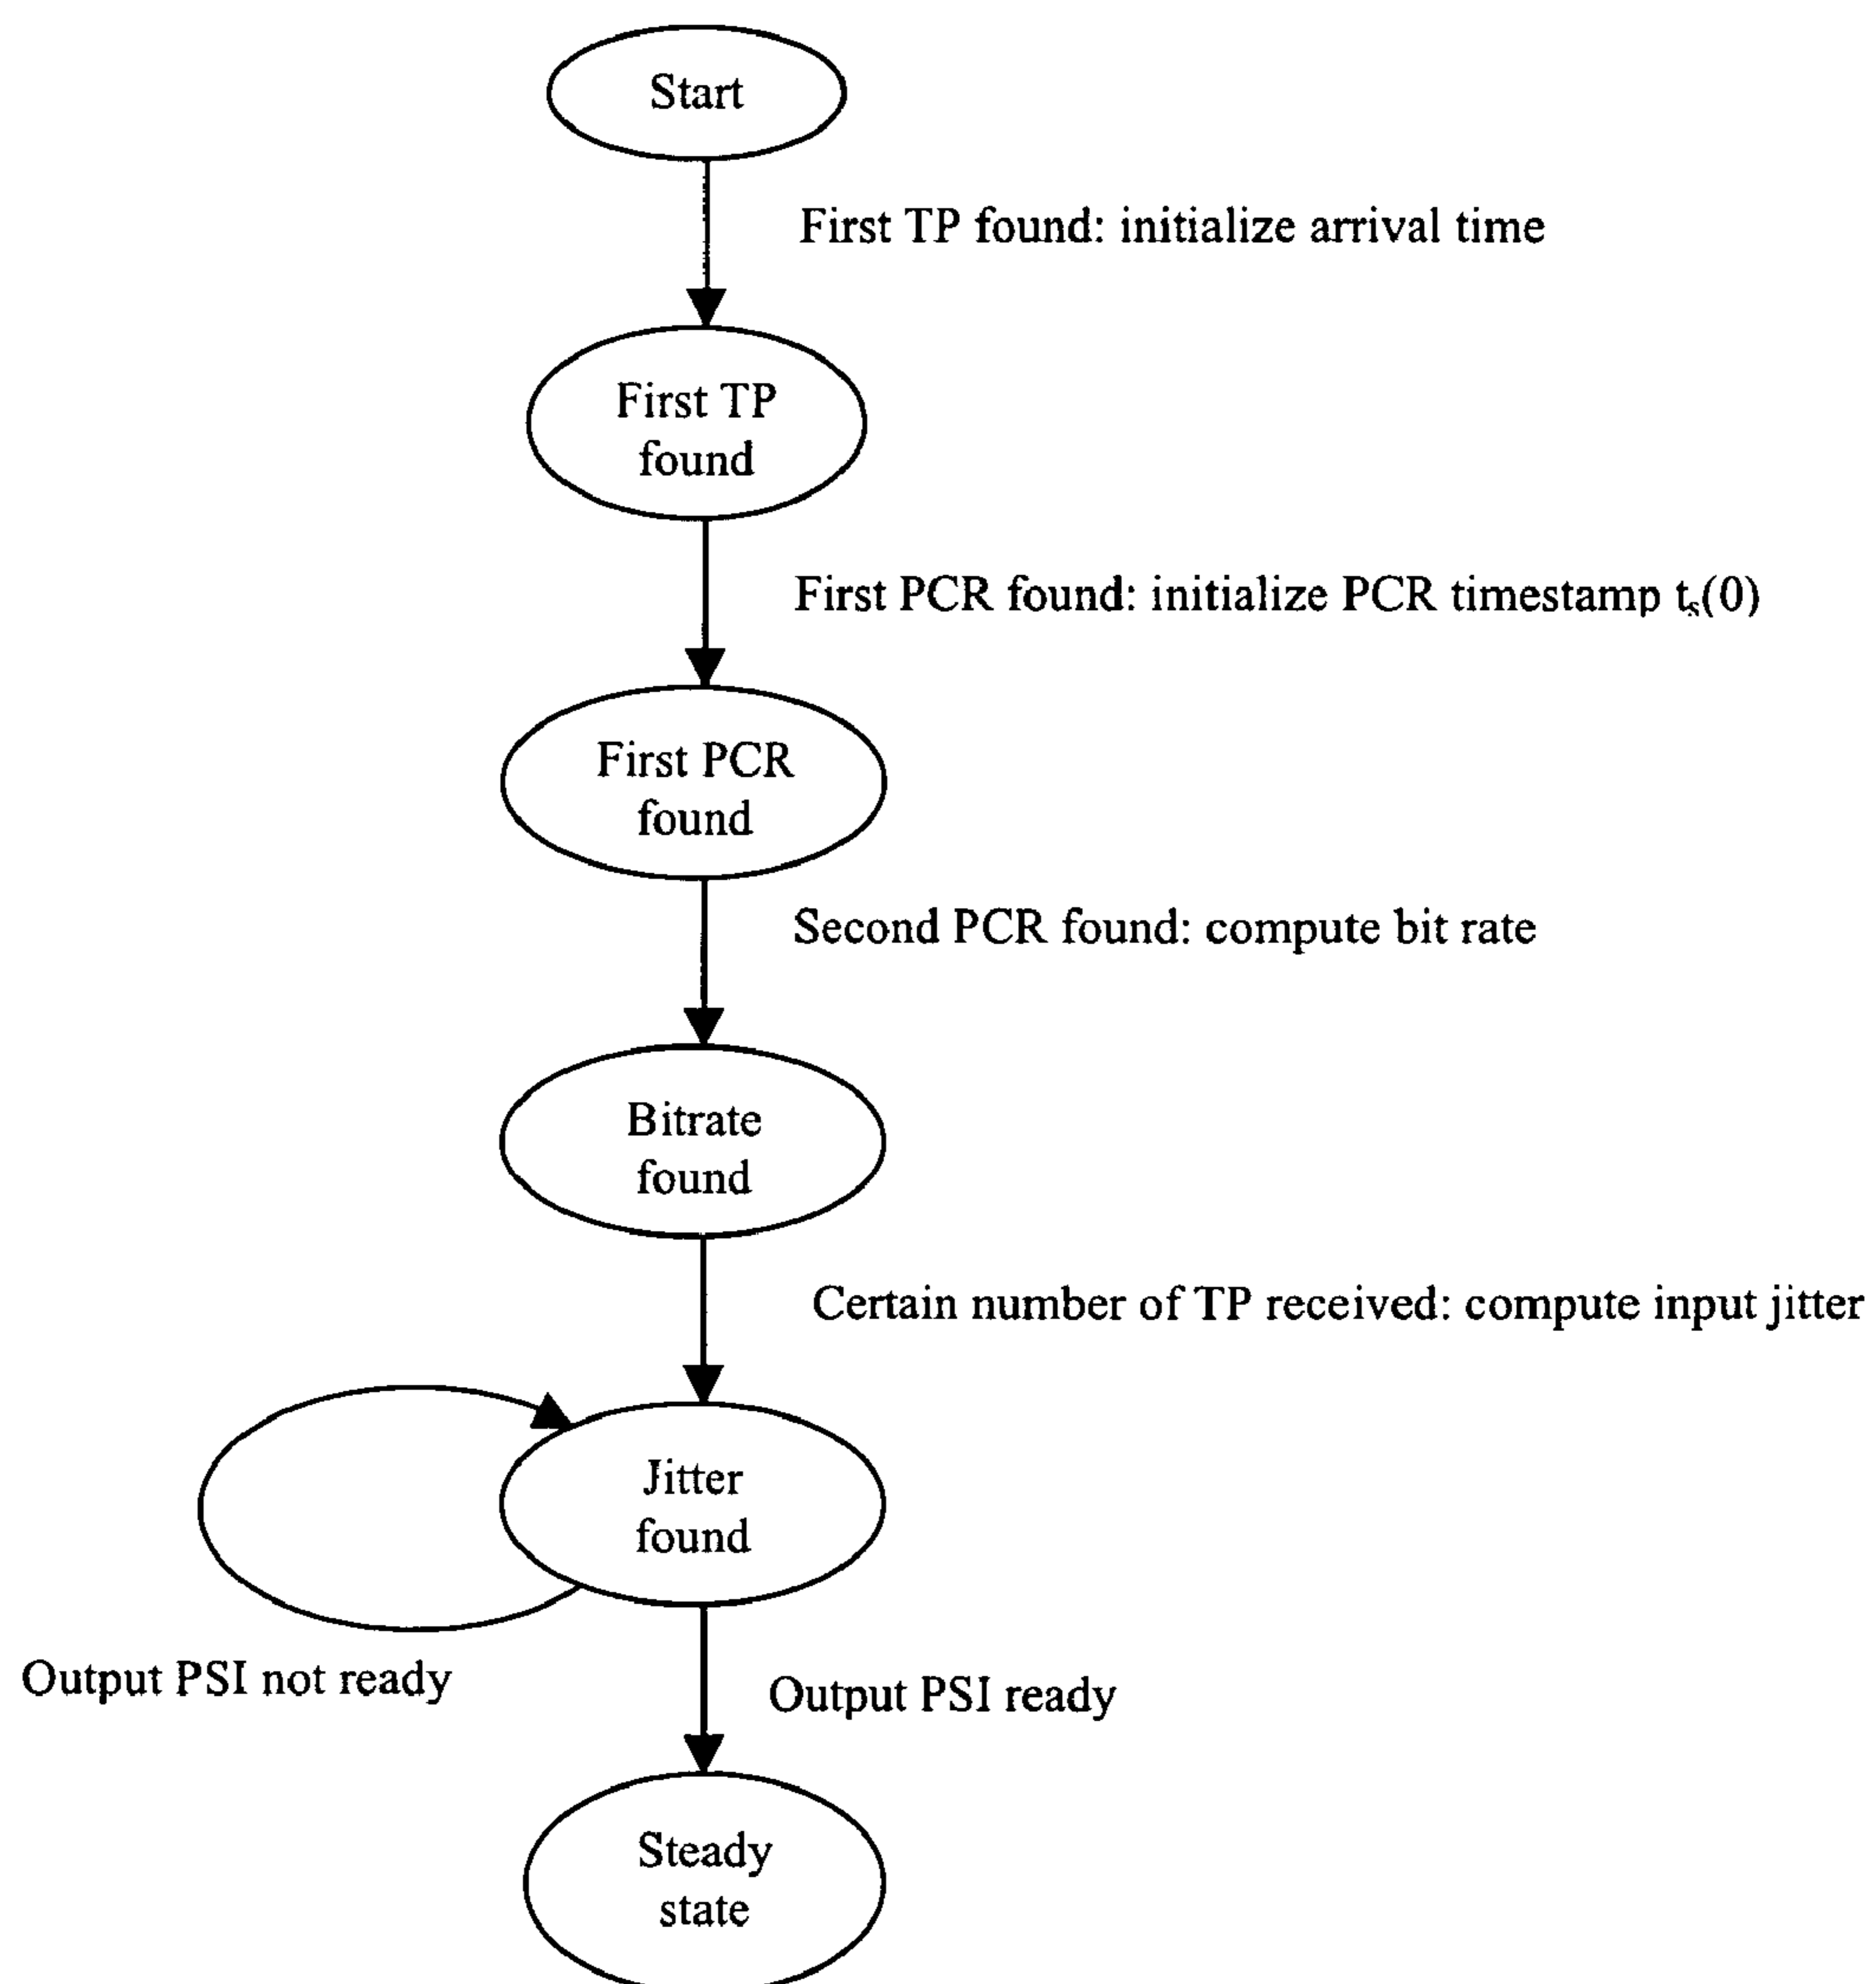 Start
First TP found: initialize arrival time
First TP
found
First PCR found: initialize PCR timestamp tₛ(0)
First PCR
found
Second PCR found: compute bit rate
Bitrate
found
Certain number of TP received: compute input jitter
Jitter
found
Output PSI not ready
Output PSI ready
Steady
state